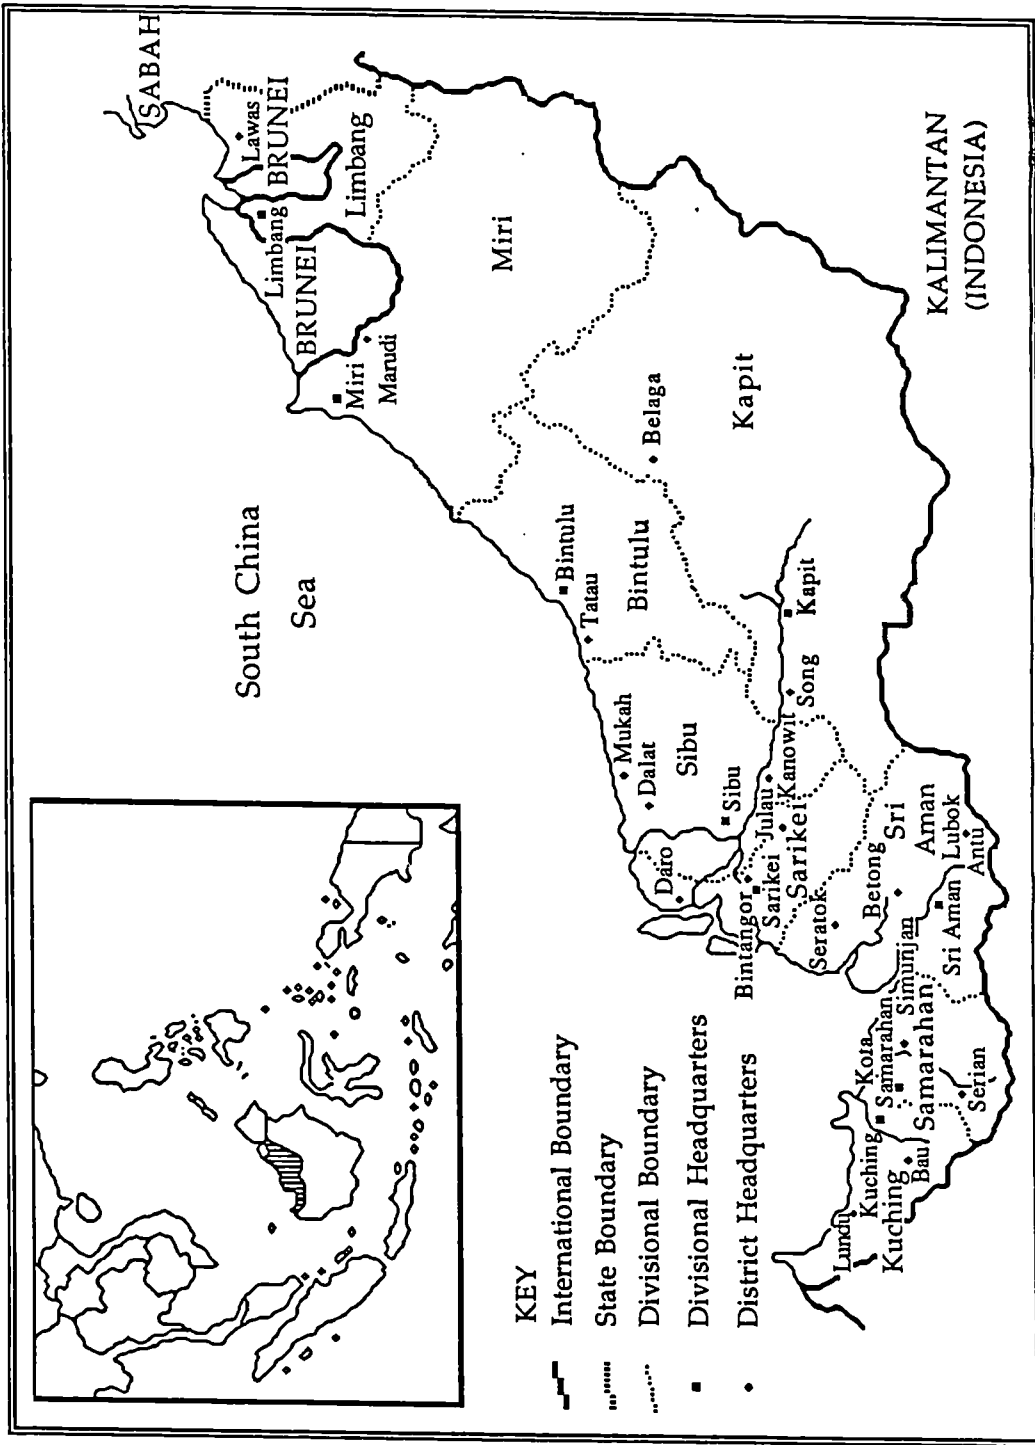 SABAH
Lawas
BRUNEI
Limbang
Limbang
BRUNEI
Miri
Marudi
Miri
South China
Sea
Bintulu
Tatau
Bintulu
Belaga
Kapit
KALIMANTAN
(INDONESIA)
Mukah
Dalat
Sibu
Sibu
Daro
Kapit
Song
Kanowit
Julau
Sarikei
Sarikei
Bintangor
Seratok
Betong
Sri
Aman
Lubok
Antu
Sri Aman
Simunjan
Kota
Samarahan
Samarahan
Serian
Kuching
Kuching
Bau
Lundu
KEY
International Boundary
State Boundary
Divisional Boundary
Divisional Headquarters
District Headquarters